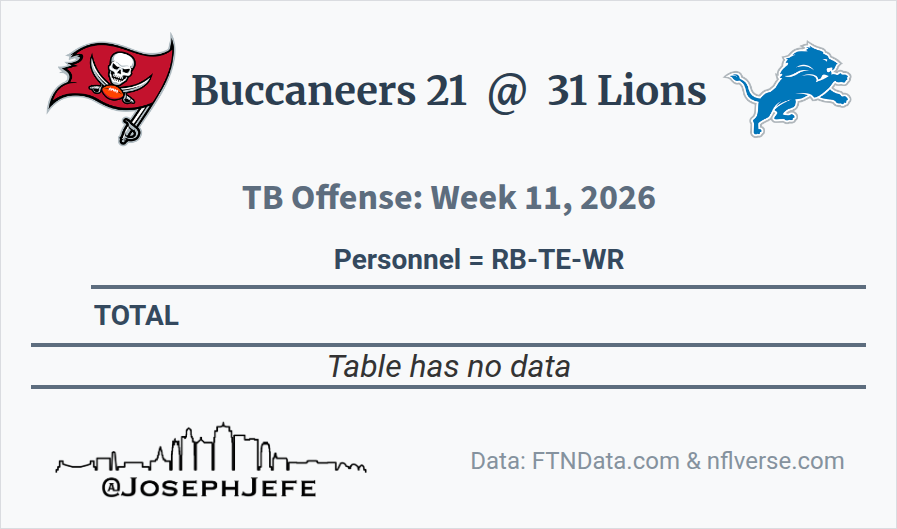 Buccaneers 21 @ 31 Lions
TB Offense: Week 11, 2026
Personnel = RB-TE-WR
TOTAL
Table has no data
@JosephJefe
Data: FTNData.com & nflverse.com